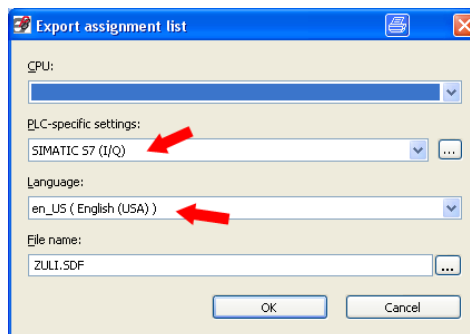 Export assignment list
CPU:
PLC-specific settings:
SIMATIC S7 (I/Q)
...
Language:
en_US ( English (USA) )
File name:
ZULI.SDF
...
OK
Cancel